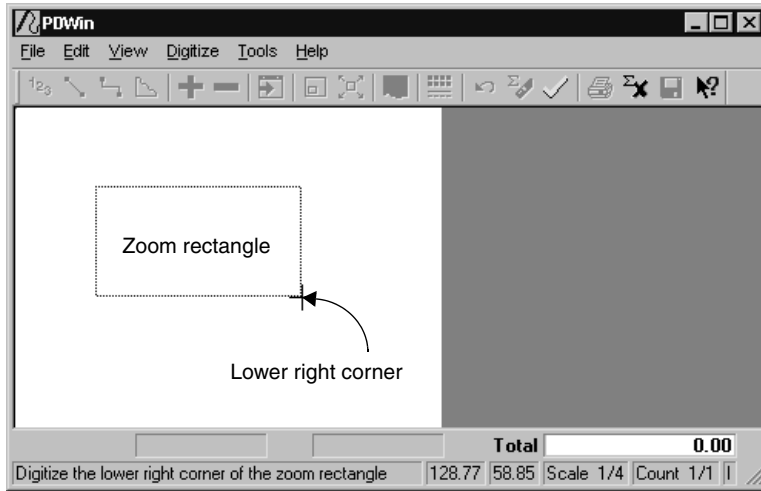 PDWin
File Edit View Digitize Tools Help
123
Zoom rectangle
Lower right corner
Total 0.00
Digitize the lower right corner of the zoom rectangle 128.77 58.85 Scale 1/4 Count 1/1 I